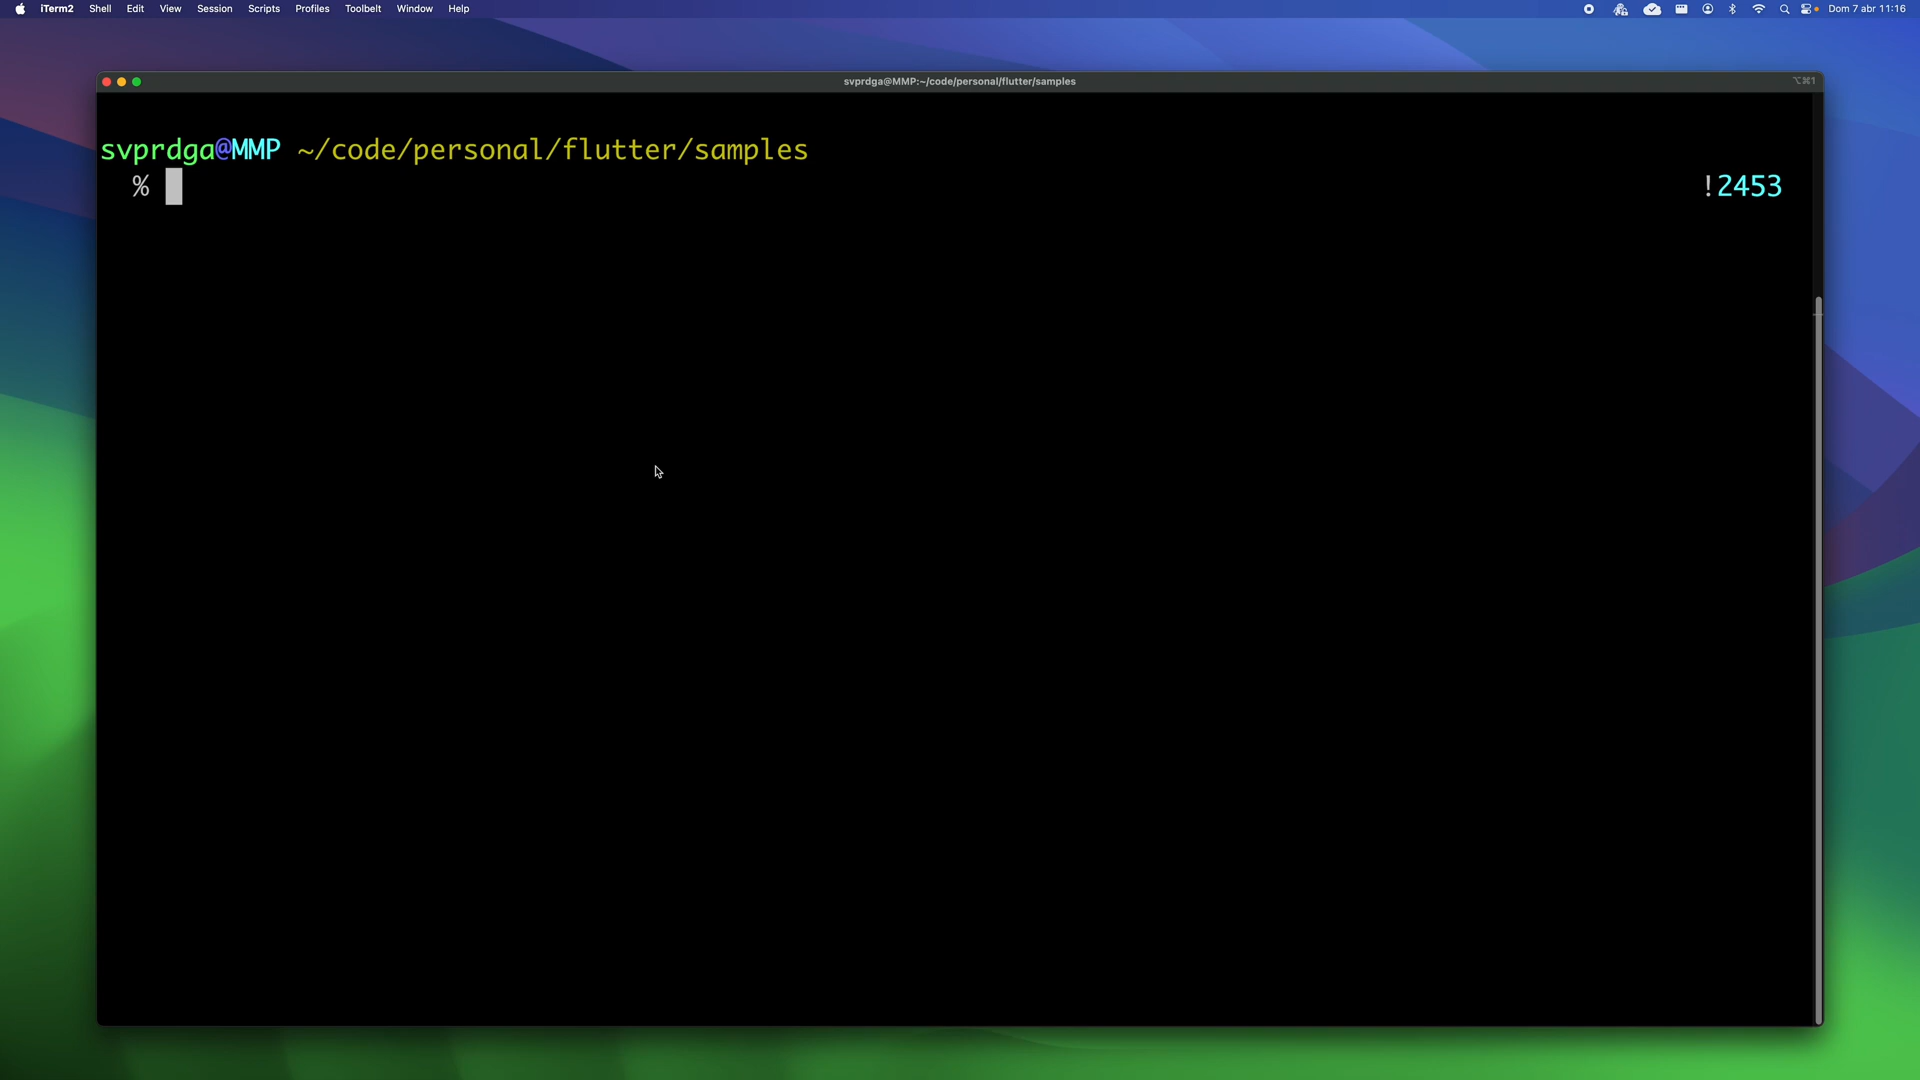 iTerm2 Shell Edit View Session Scripts Profiles Toolbelt Window Help Dom 7 abr 11:16
svprdga@MMP:~/code/personal/flutter/samples ⌥⌘1
svprdga@MMP ~/code/personal/flutter/samples
% !2453